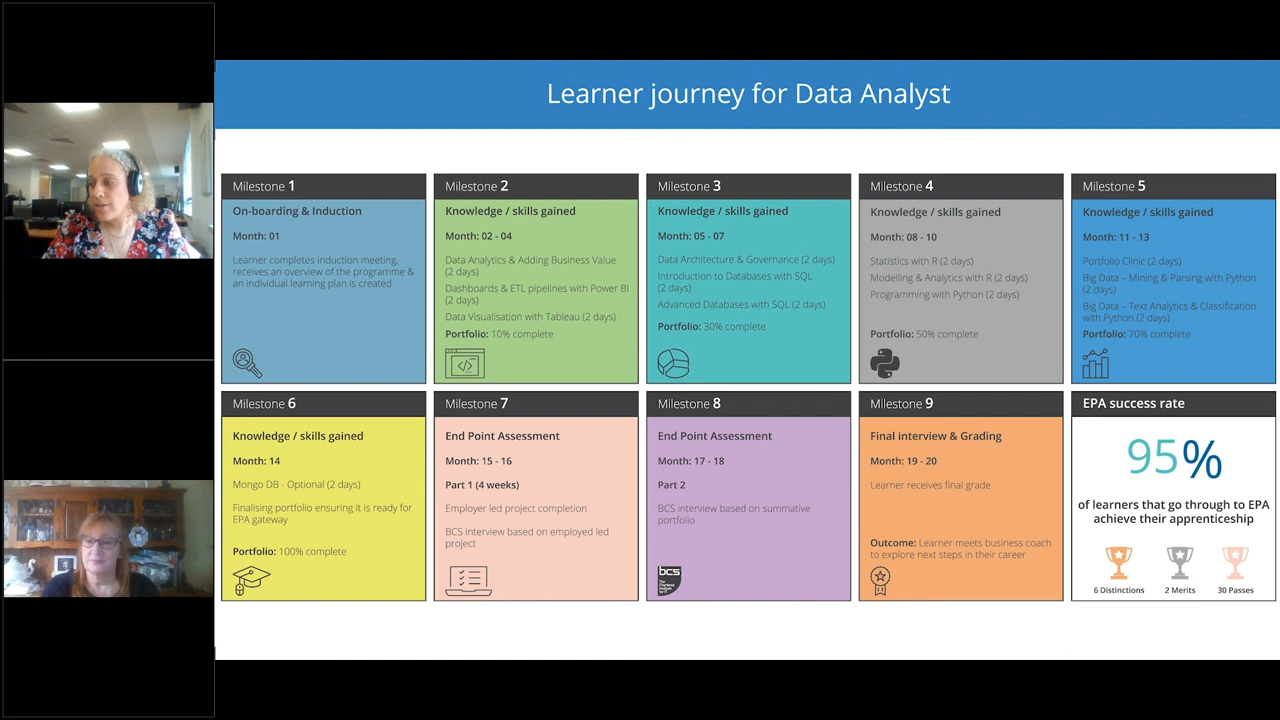 Learner journey for Data Analyst
Milestone 1
On-boarding & Induction
Month: 01
Learner completes induction meeting,
receives an overview of the programme &
an individual learning plan is created
Milestone 2
Knowledge / skills gained
Month: 02 - 04
Data Analytics & Adding Business Value
(2 days)
Dashboards & ETL pipelines with Power BI
(2 days)
Data Visualisation with Tableau (2 days)
Portfolio: 10% complete
Milestone 3
Knowledge / skills gained
Month: 05 - 07
Data Architecture & Governance (2 days)
Introduction to Databases with SQL
(2 days)
Advanced Databases with SQL (2 days)
Portfolio: 30% complete
Milestone 4
Knowledge / skills gained
Month: 08 - 10
Statistics with R (2 days)
Modelling & Analytics with R (2 days)
Programming with Python (2 days)
Portfolio: 50% complete
Milestone 5
Knowledge / skills gained
Month: 11 - 13
Portfolio Clinic (2 days)
Big Data – Mining & Parsing with Python
(2 days)
Big Data – Text Analytics & Classification
with Python (2 days)
Portfolio: 70% complete
Milestone 6
Knowledge / skills gained
Month: 14
Mongo DB - Optional (2 days)
Finalising portfolio ensuring it is ready for
EPA gateway
Portfolio: 100% complete
Milestone 7
End Point Assessment
Month: 15 - 16
Part 1 (4 weeks)
Employer led project completion
BCS interview based on employed led
project
Milestone 8
End Point Assessment
Month: 17 - 18
Part 2
BCS interview based on summative
portfolio
bcs
Milestone 9
Final interview & Grading
Month: 19 - 20
Learner receives final grade
Outcome: Learner meets business coach
to explore next steps in their career
EPA success rate
95%
of learners that go through to EPA
achieve their apprenticeship
6 Distinctions
2 Merits
30 Passes